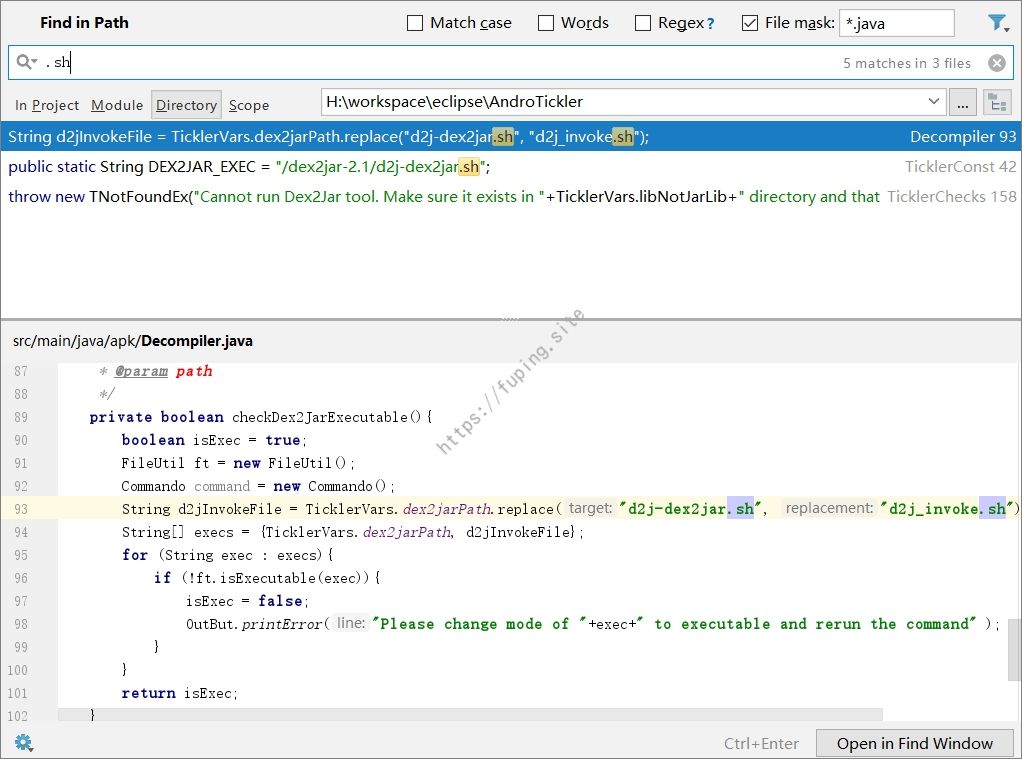 Find in Path
Match case
Words
Regex ?
File mask: *.java
.sh
5 matches in 3 files
In Project Module Directory Scope
H:\workspace\eclipse\AndroTickler
...
String d2jInvokeFile = TicklerVars.dex2jarPath.replace("d2j-dex2jar.sh", "d2j_invoke.sh"); Decompiler 93
public static String DEX2JAR_EXEC = "/dex2jar-2.1/d2j-dex2jar.sh"; TicklerConst 42
throw new TNotFoundEx("Cannot run Dex2Jar tool. Make sure it exists in "+TicklerVars.libNotJarLib+" directory and that TicklerChecks 158
https://fuping.site
src/main/java/apk/Decompiler.java
87 * @param path
88 */
89 private boolean checkDex2JarExecutable(){
90 boolean isExec = true;
91 FileUtil ft = new FileUtil();
92 Commando command = new Commando();
93 String d2jInvokeFile = TicklerVars.dex2jarPath.replace( target: "d2j-dex2jar.sh", replacement: "d2j_invoke.sh")
94 String[] execs = {TicklerVars.dex2jarPath, d2jInvokeFile};
95 for (String exec : execs){
96 if (!ft.isExecutable(exec)){
97 isExec = false;
98 OutBut.printError( line: "Please change mode of "+exec+" to executable and rerun the command" );
99 }
100 }
101 return isExec;
102 }
Ctrl+Enter
Open in Find Window